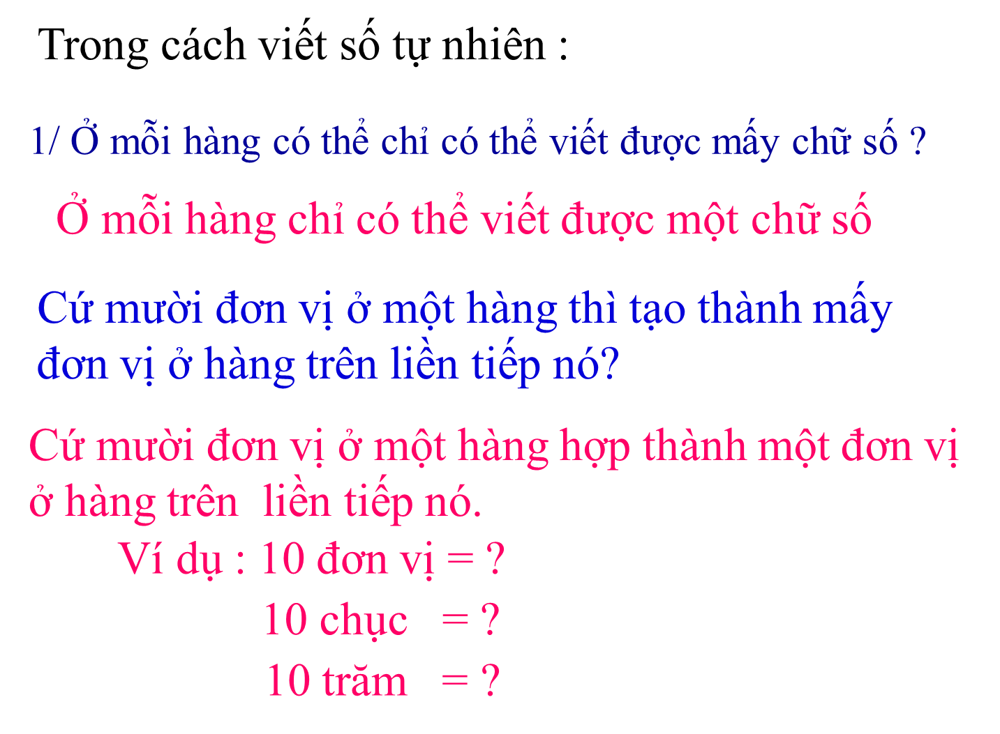 Trong cách viết số tự nhiên :
1/ Ở mỗi hàng có thể chỉ có thể viết được mấy chữ số ?
Ở mỗi hàng chỉ có thể viết được một chữ số
Cứ mười đơn vị ở một hàng thì tạo thành mấy
đơn vị ở hàng trên liền tiếp nó?
Cứ mười đơn vị ở một hàng hợp thành một đơn vị
ở hàng trên liền tiếp nó.
Ví dụ : 10 đơn vị = ?
10 chục = ?
10 trăm = ?